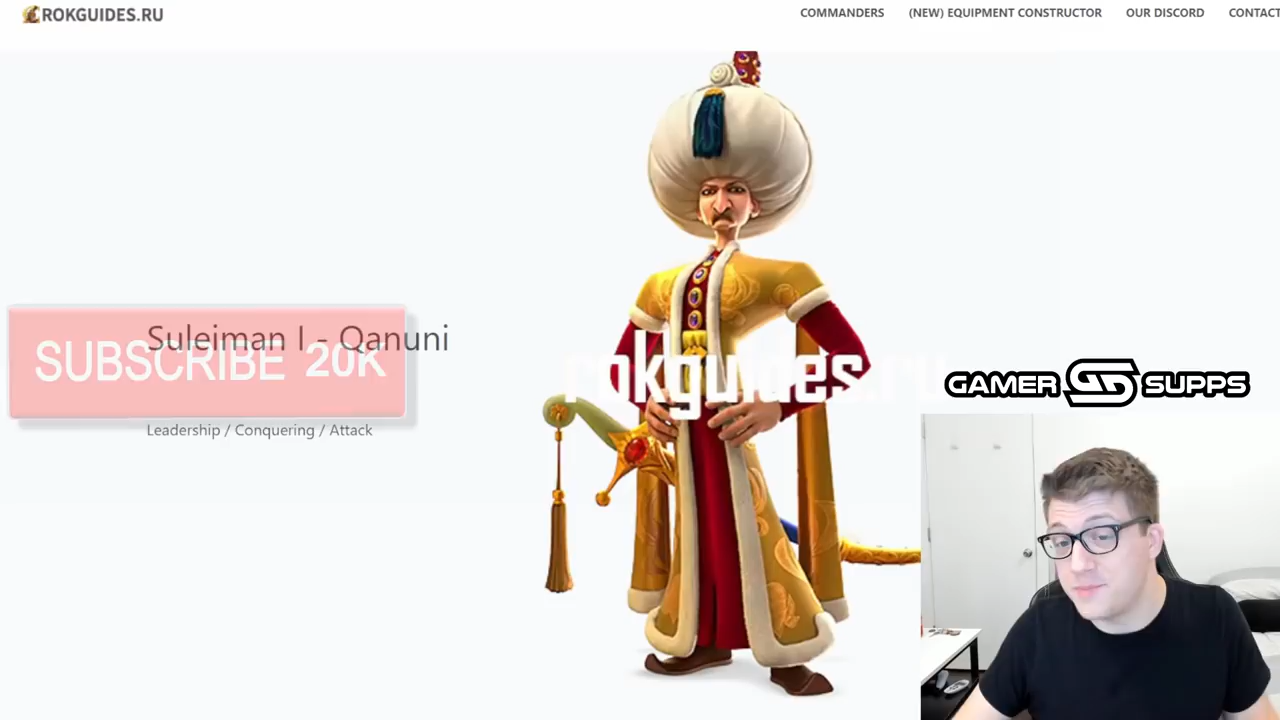 ROKGUIDES.RU
COMMANDERS
(NEW) EQUIPMENT CONSTRUCTOR
OUR DISCORD
CONTACT
Suleiman I - Qanuni
SUBSCRIBE 20K
rokguides.ru
GAMER GS SUPPS
Leadership / Conquering / Attack